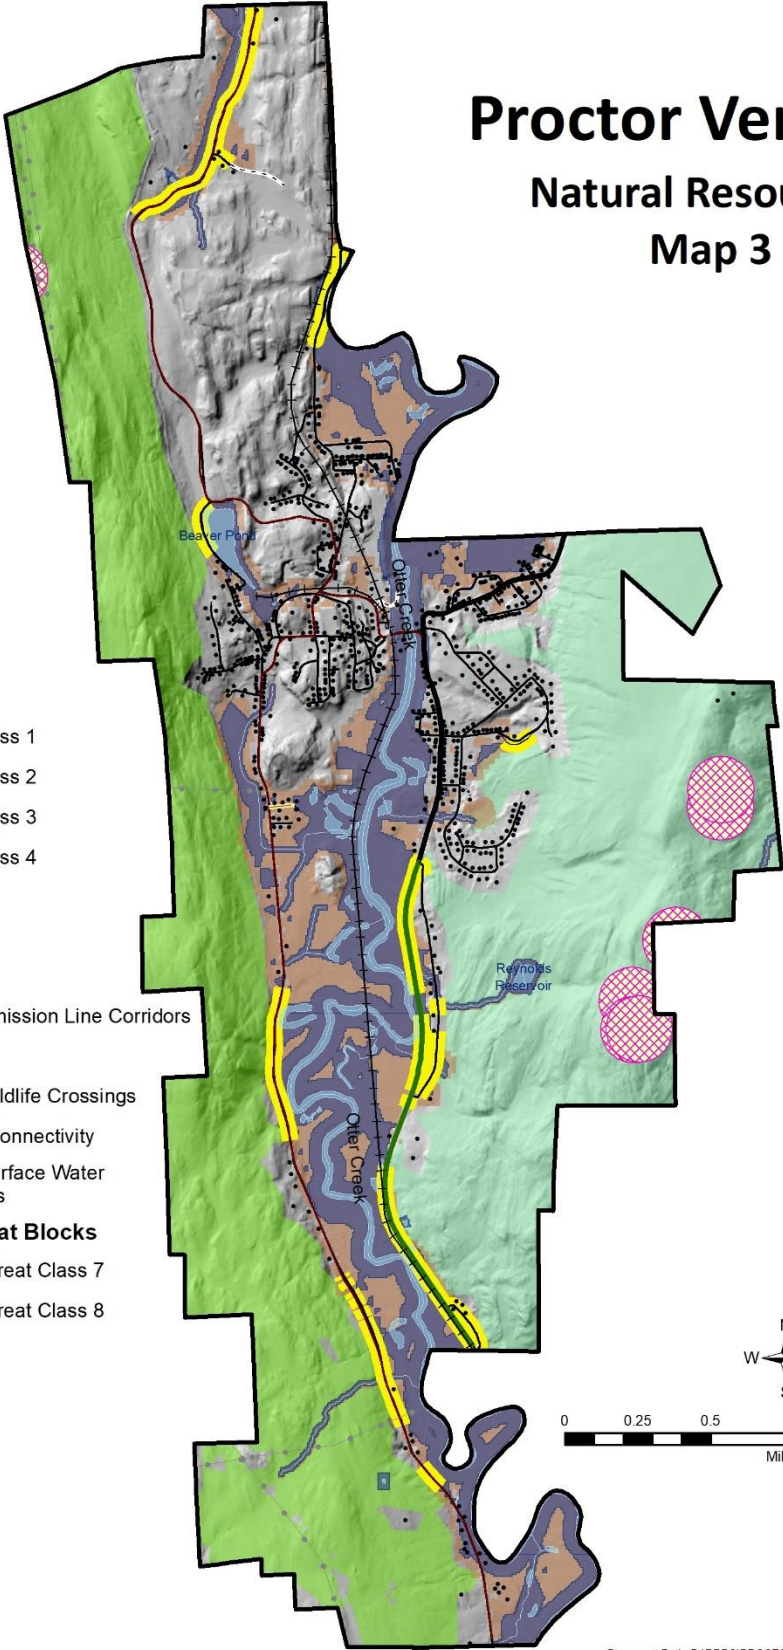 Proctor Ver
Natural Resou
Map 3
Beaver Pond
Otter Creek
ss 1
ss 2
ss 3
ss 4
Reynolds
Reservoir
nission Line Corridors
ldlife Crossings
onnectivity
rface Water
s
Otter Creek
at Blocks
reat Class 7
reat Class 8
W
0 0.25 0.5
Mil